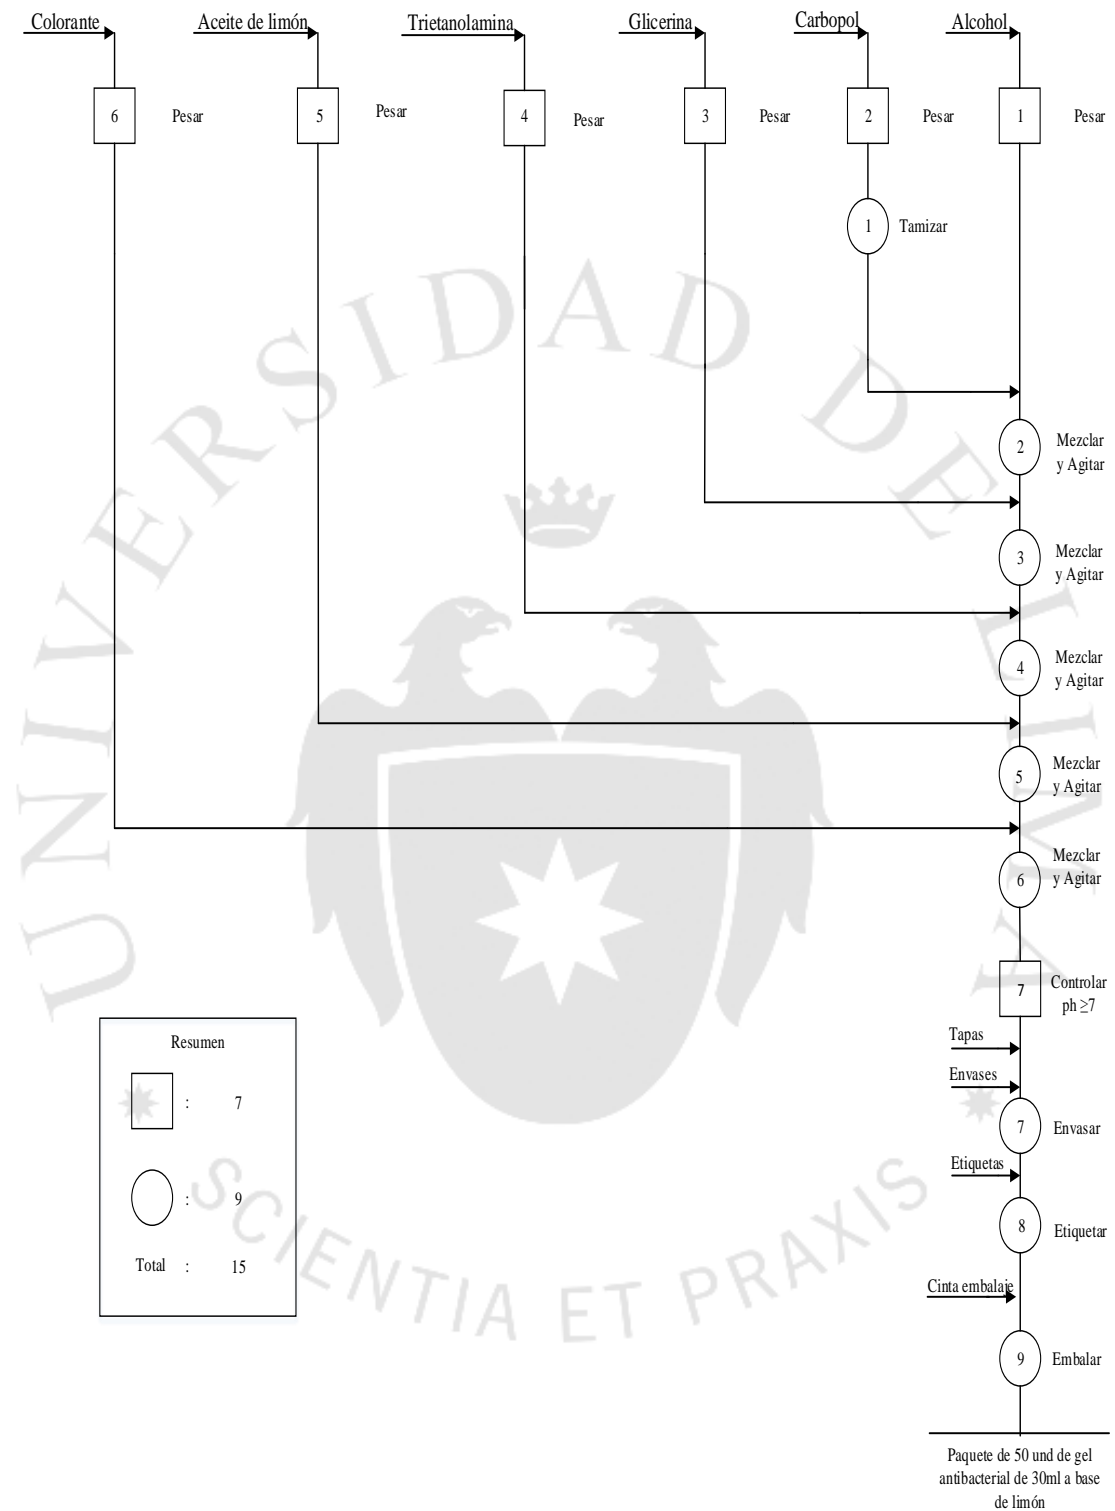 Colorante
Aceite de limón
Trietanolamina
Glicerina
Carbopol
Alcohol
6 Pesar
5 Pesar
4 Pesar
3 Pesar
2 Pesar
1 Pesar
1 Tamizar
2 Mezclar
y Agitar
3 Mezclar
y Agitar
4 Mezclar
y Agitar
5 Mezclar
y Agitar
6 Mezclar
y Agitar
7 Controlar
ph ≥7
Tapas
Envases
7 Envasar
Etiquetas
8 Etiquetar
Cinta embalaje
9 Embalar
Paquete de 50 und de gel
antibacterial de 30ml a base
de limón
Resumen
: 7
: 9
Total : 15
UNIVERSIDAD DE LIMA
SCIENTIA ET PRAXIS